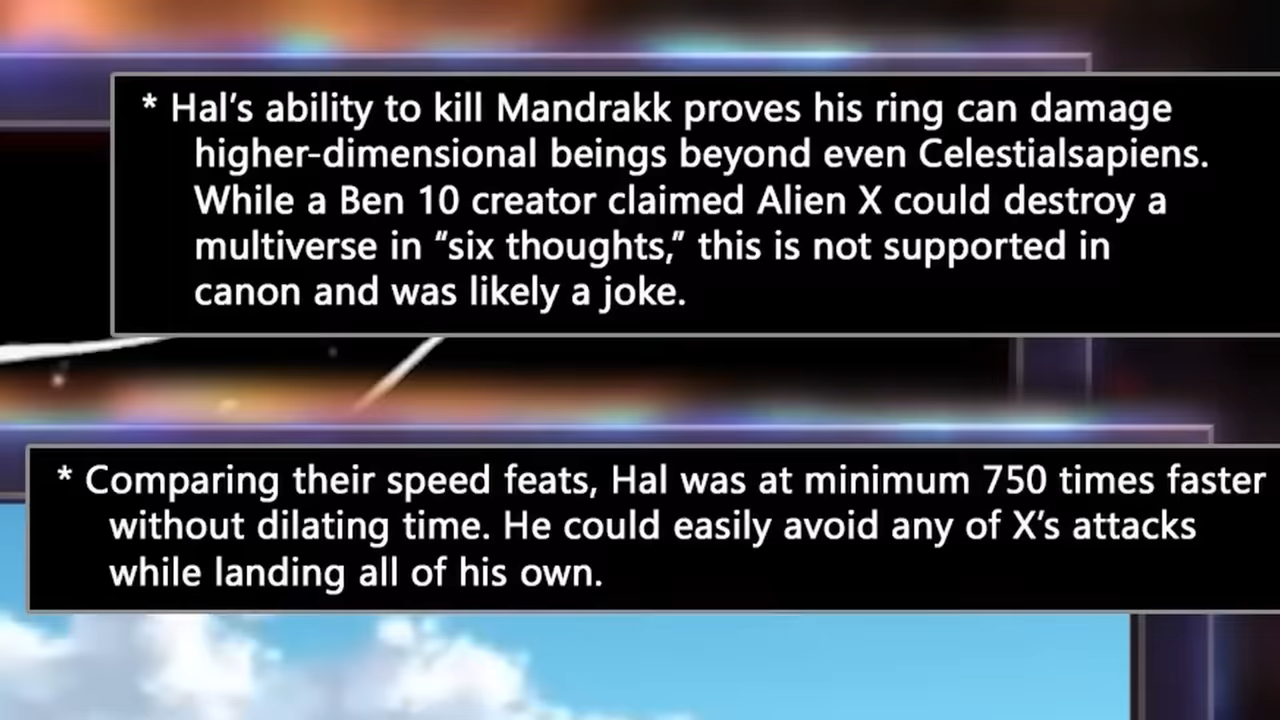 * Hal's ability to kill Mandrakk proves his ring can damage
higher-dimensional beings beyond even Celestialsapiens.
While a Ben 10 creator claimed Alien X could destroy a
multiverse in “six thoughts,” this is not supported in
canon and was likely a joke.
* Comparing their speed feats, Hal was at minimum 750 times faster
without dilating time. He could easily avoid any of X's attacks
while landing all of his own.